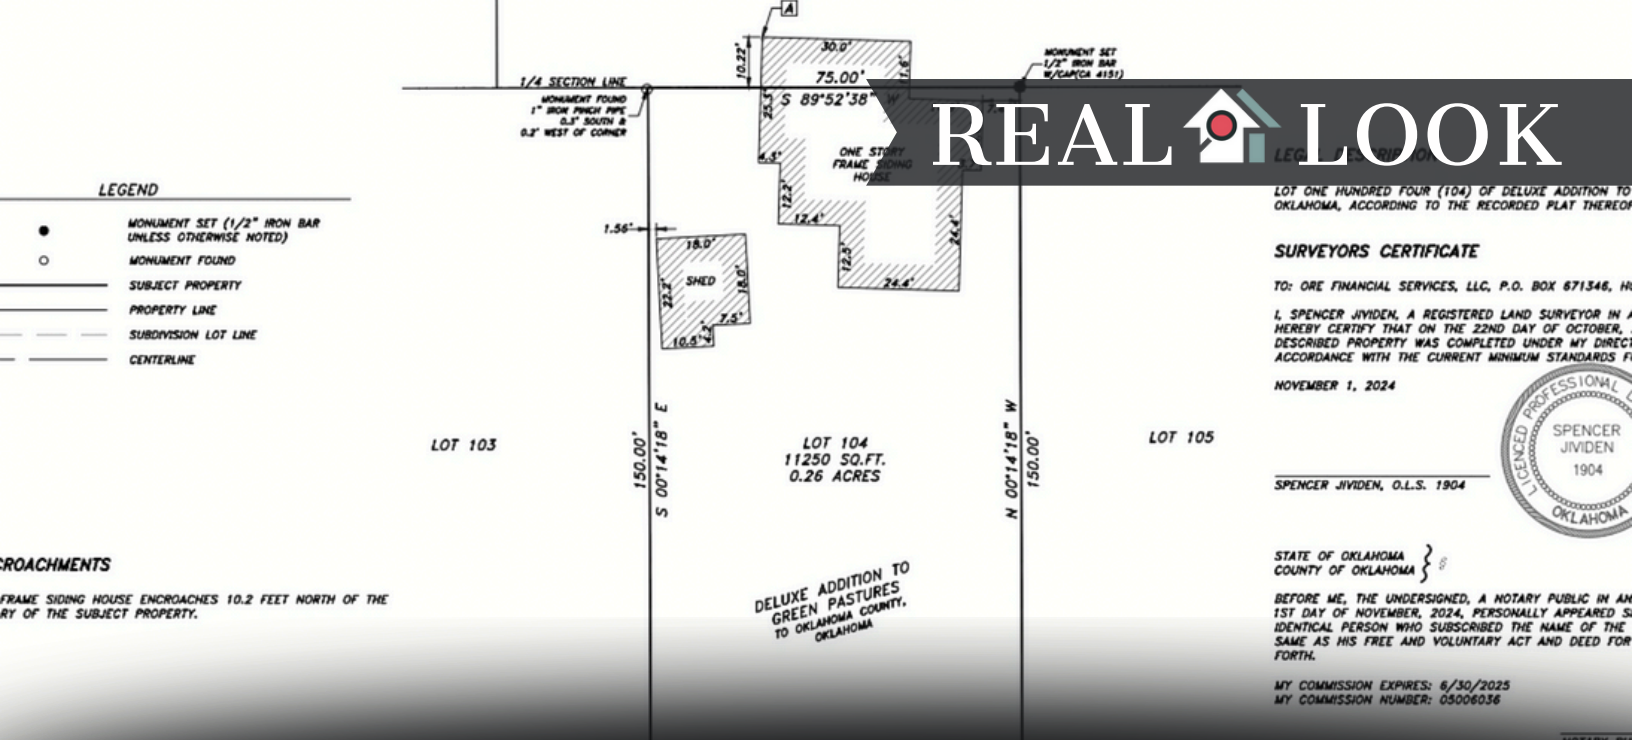 A
10.22'
30.0'
11.6'
75.00'
S 89°52'38" W
25.3'
1/4 SECTION LINE
MONUMENT FOUND
1" IRON PINCH PIPE
0.3' SOUTH &
0.2' WEST OF CORNER
MONUMENT SET
1/2" IRON BAR
W/CAP(CA 4151)
REAL LOOK
ONE STORY
FRAME SIDING
HOUSE
4.3'
12.2'
12.4'
12.5'
24.4'
24.4'
LEGEND
MONUMENT SET (1/2" IRON BAR
UNLESS OTHERWISE NOTED)
MONUMENT FOUND
SUBJECT PROPERTY
PROPERTY LINE
SUBDIVISION LOT LINE
CENTERLINE
1.56'
18.0'
SHED
22.2'
18.0'
7.5'
4.2'
10.5'
LOT 103
150.00'
S 00°14'18" E
LOT 104
11250 SQ.FT.
0.26 ACRES
N 00°14'18" W
150.00'
LOT 105
DELUXE ADDITION TO
GREEN PASTURES
TO OKLAHOMA COUNTY,
OKLAHOMA
CROACHMENTS
FRAME SIDING HOUSE ENCROACHES 10.2 FEET NORTH OF THE
RY OF THE SUBJECT PROPERTY.
LEGAL DESCRIPTION
LOT ONE HUNDRED FOUR (104) OF DELUXE ADDITION TO
OKLAHOMA, ACCORDING TO THE RECORDED PLAT THEREOF
SURVEYORS CERTIFICATE
TO: ORE FINANCIAL SERVICES, LLC, P.O. BOX 671346, HO
I, SPENCER JIVIDEN, A REGISTERED LAND SURVEYOR IN A
HEREBY CERTIFY THAT ON THE 22ND DAY OF OCTOBER,
DESCRIBED PROPERTY WAS COMPLETED UNDER MY DIRECT
ACCORDANCE WITH THE CURRENT MINIMUM STANDARDS F
NOVEMBER 1, 2024
LICENCED PROFESSIONAL L
SPENCER
JIVIDEN
1904
OKLAHOMA
SPENCER JIVIDEN, O.L.S. 1904
STATE OF OKLAHOMA
COUNTY OF OKLAHOMA } §
BEFORE ME, THE UNDERSIGNED, A NOTARY PUBLIC IN AN
1ST DAY OF NOVEMBER, 2024, PERSONALLY APPEARED S
IDENTICAL PERSON WHO SUBSCRIBED THE NAME OF THE
SAME AS HIS FREE AND VOLUNTARY ACT AND DEED FOR
FORTH.
MY COMMISSION EXPIRES: 6/30/2025
MY COMMISSION NUMBER: 05006036